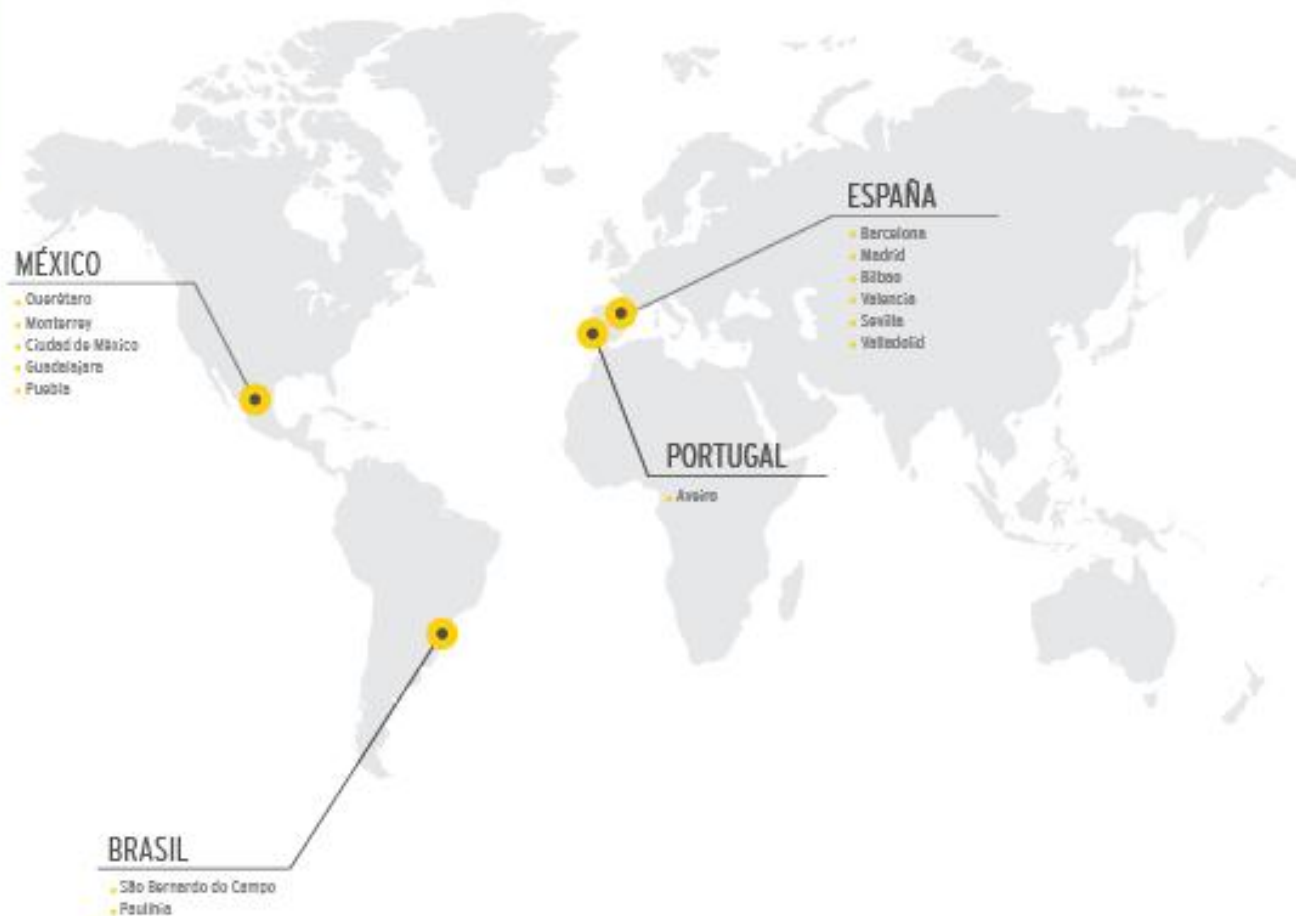 ESPAÑA
Barcelona
Madrid
Bilbao
Valencia
Sevilla
Valladolid
MÉXICO
Querétaro
Monterrey
Ciudad de México
Guadalajara
Puebla
PORTUGAL
Aveiro
BRASIL
São Bernardo do Campo
Paulínia